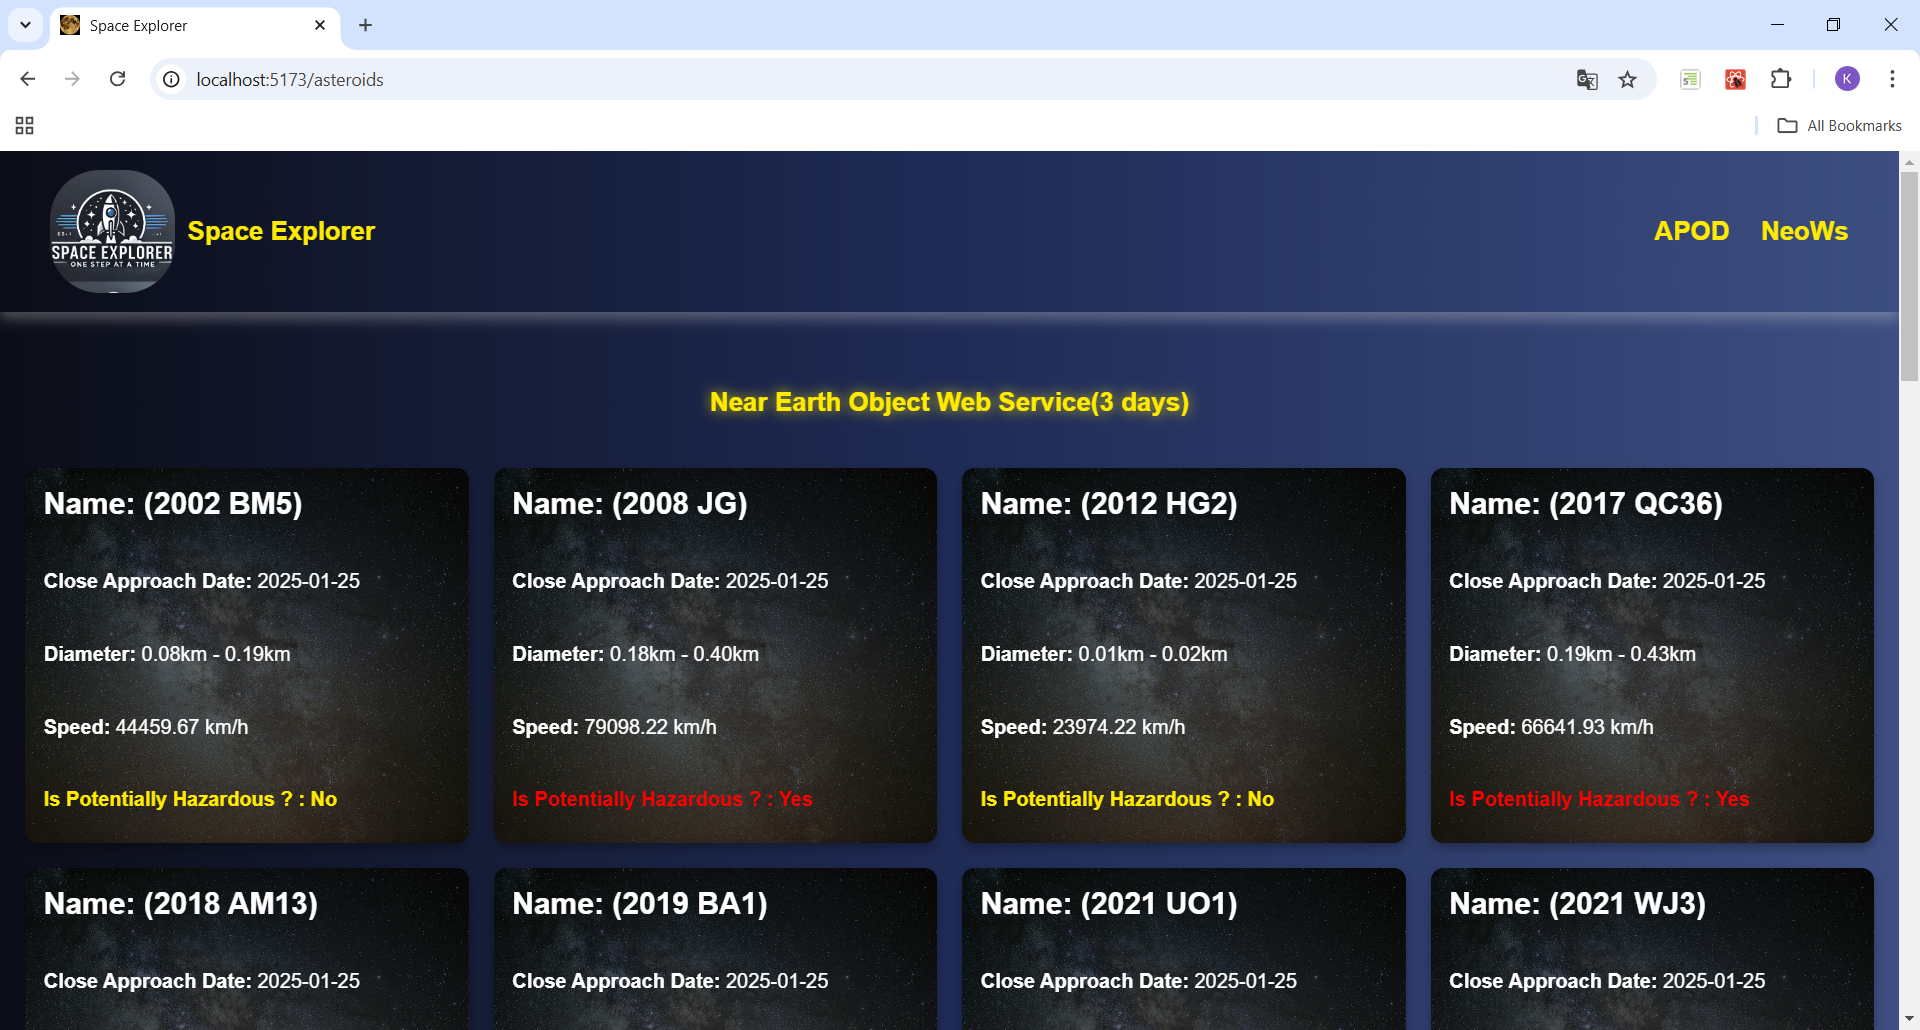 Space Explorer
localhost:5173/asteroids
K
All Bookmarks
SPACE EXPLORER
ONE STEP AT A TIME
Space Explorer
APOD NeoWs
Near Earth Object Web Service(3 days)
Name: (2002 BM5)
Close Approach Date: 2025-01-25
Diameter: 0.08km - 0.19km
Speed: 44459.67 km/h
Is Potentially Hazardous ? : No
Name: (2008 JG)
Close Approach Date: 2025-01-25
Diameter: 0.18km - 0.40km
Speed: 79098.22 km/h
Is Potentially Hazardous ? : Yes
Name: (2012 HG2)
Close Approach Date: 2025-01-25
Diameter: 0.01km - 0.02km
Speed: 23974.22 km/h
Is Potentially Hazardous ? : No
Name: (2017 QC36)
Close Approach Date: 2025-01-25
Diameter: 0.19km - 0.43km
Speed: 66641.93 km/h
Is Potentially Hazardous ? : Yes
Name: (2018 AM13)
Close Approach Date: 2025-01-25
Name: (2019 BA1)
Close Approach Date: 2025-01-25
Name: (2021 UO1)
Close Approach Date: 2025-01-25
Name: (2021 WJ3)
Close Approach Date: 2025-01-25